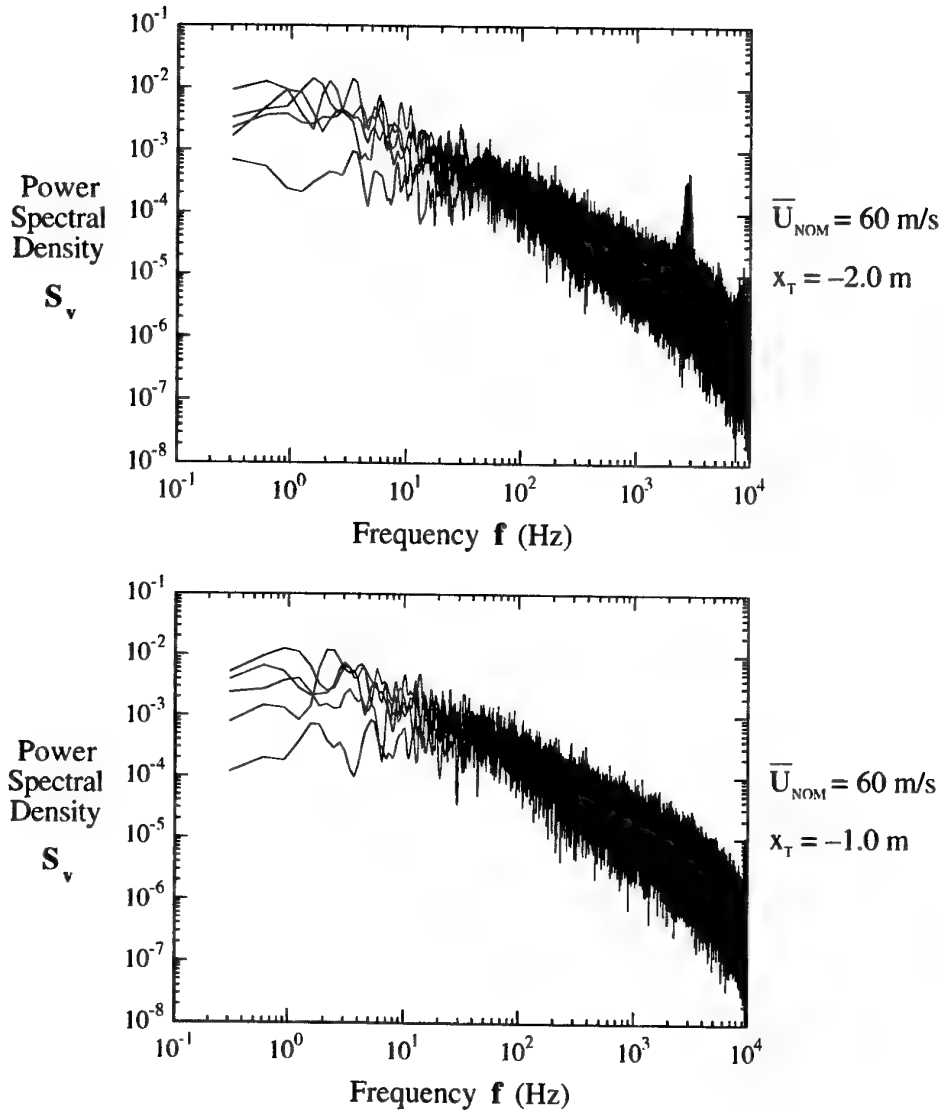 10^-1
10^-2
10^-3
10^-4
10^-5
10^-6
10^-7
10^-8
Power
Spectral
Density
S_v
U̅_NOM = 60 m/s
x_T = −2.0 m
10^-1 10^0 10^1 10^2 10^3 10^4
Frequency f (Hz)
10^-1
10^-2
10^-3
10^-4
10^-5
10^-6
10^-7
10^-8
Power
Spectral
Density
S_v
U̅_NOM = 60 m/s
x_T = −1.0 m
10^-1 10^0 10^1 10^2 10^3 10^4
Frequency f (Hz)